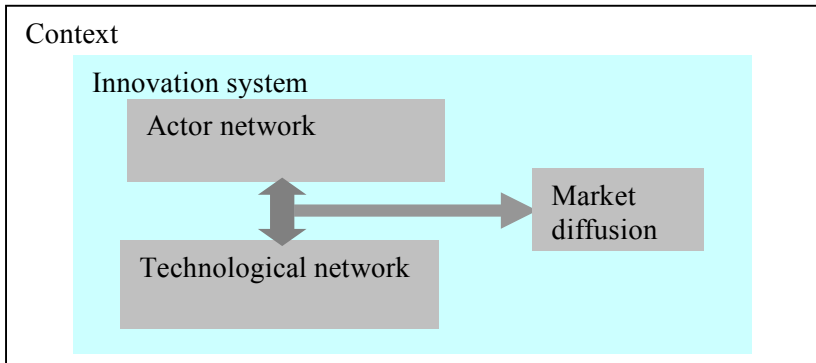 Context
Innovation system
Actor network
Market
diffusion
Technological network